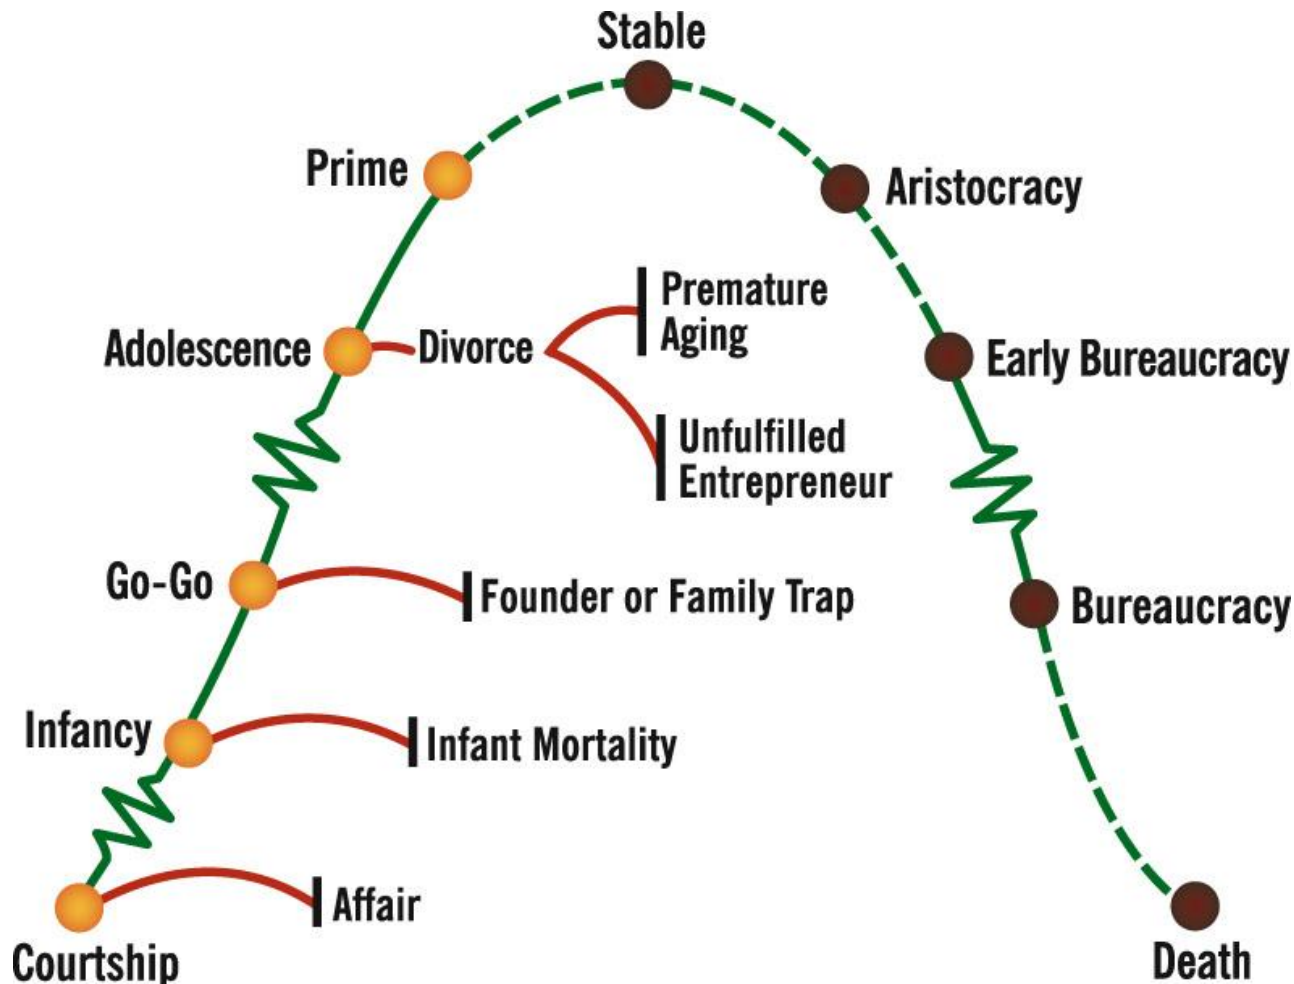 Stable
Prime
Aristocracy
Premature
Aging
Adolescence
Divorce
Early Bureaucracy
Unfulfilled
Entrepreneur
Go-Go
Founder or Family Trap
Bureaucracy
Infancy
Infant Mortality
Affair
Courtship
Death